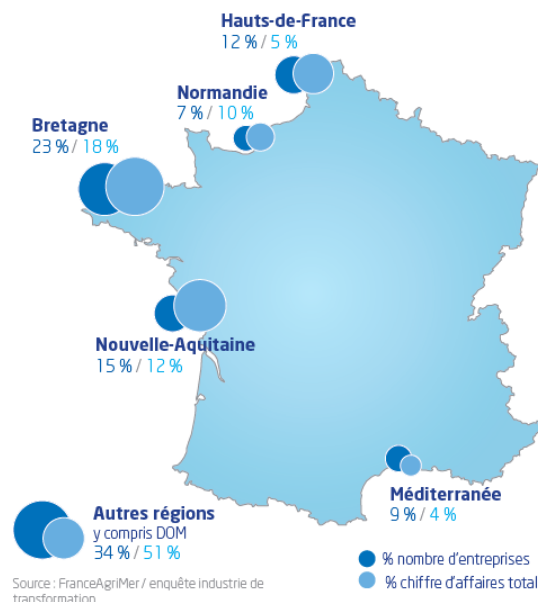 Hauts-de-France
12 % / 5 %
Normandie
7 % / 10 %
Bretagne
23 % / 18 %
Nouvelle-Aquitaine
15 % / 12 %
Méditerranée
9 % / 4 %
Autres régions
y compris DOM
34 % / 51 %
% nombre d'entreprises
% chiffre d'affaires total
Source : FranceAgriMer / enquête industrie de
transformation